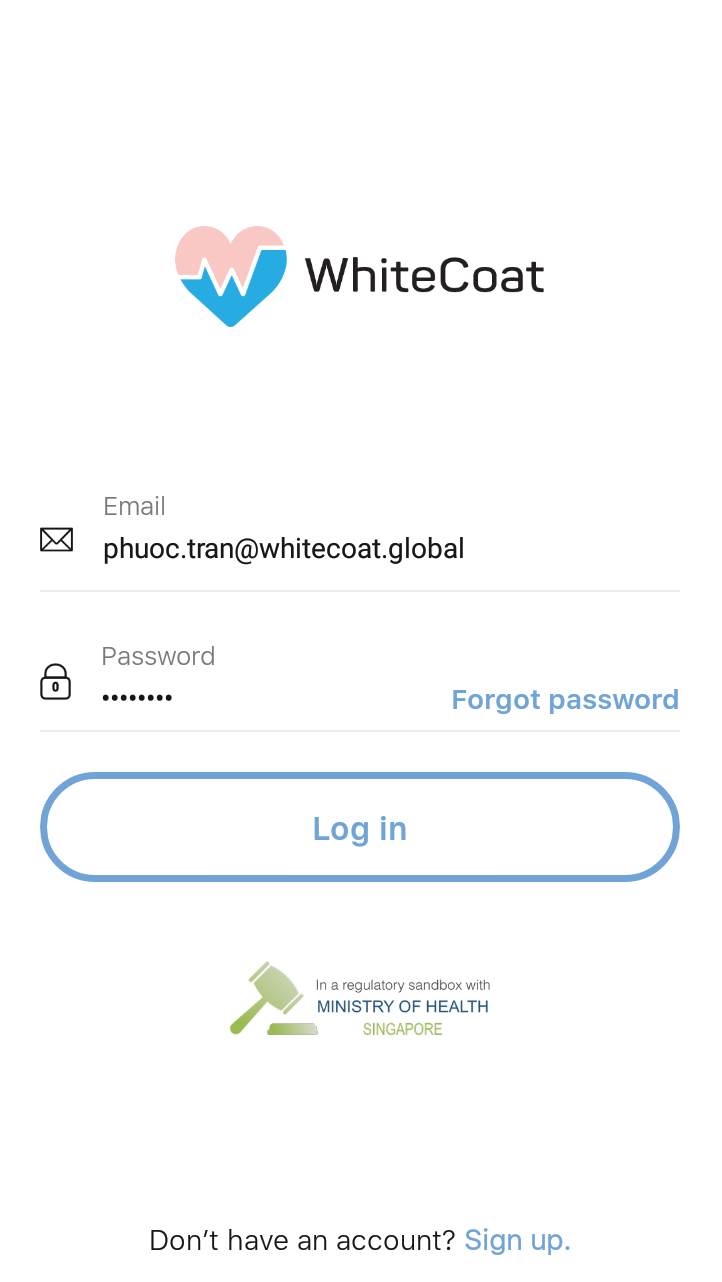 WhiteCoat
Email
phuoc.tran@whitecoat.global
Password
••••••••
Forgot password
Log in
In a regulatory sandbox with
MINISTRY OF HEALTH
SINGAPORE
Don’t have an account? Sign up.